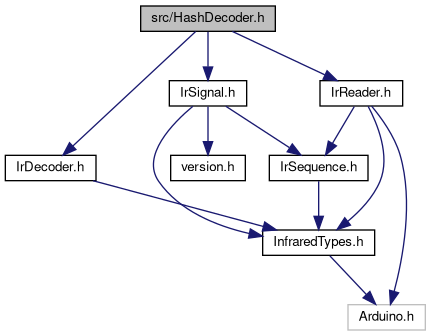 src/HashDecoder.h
IrSignal.h
IrReader.h
IrDecoder.h
version.h
IrSequence.h
InfraredTypes.h
Arduino.h